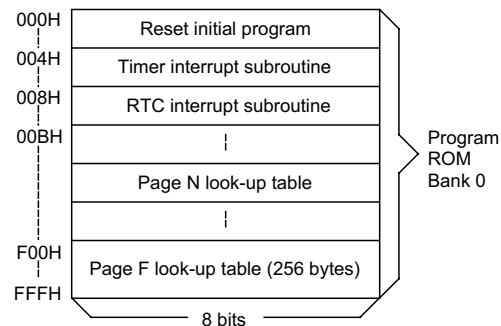 000H
Reset initial program
004H
Timer interrupt subroutine
008H
RTC interrupt subroutine
00BH
Program
ROM
Bank 0
Page N look-up table
F00H
Page F look-up table (256 bytes)
FFFH
8 bits